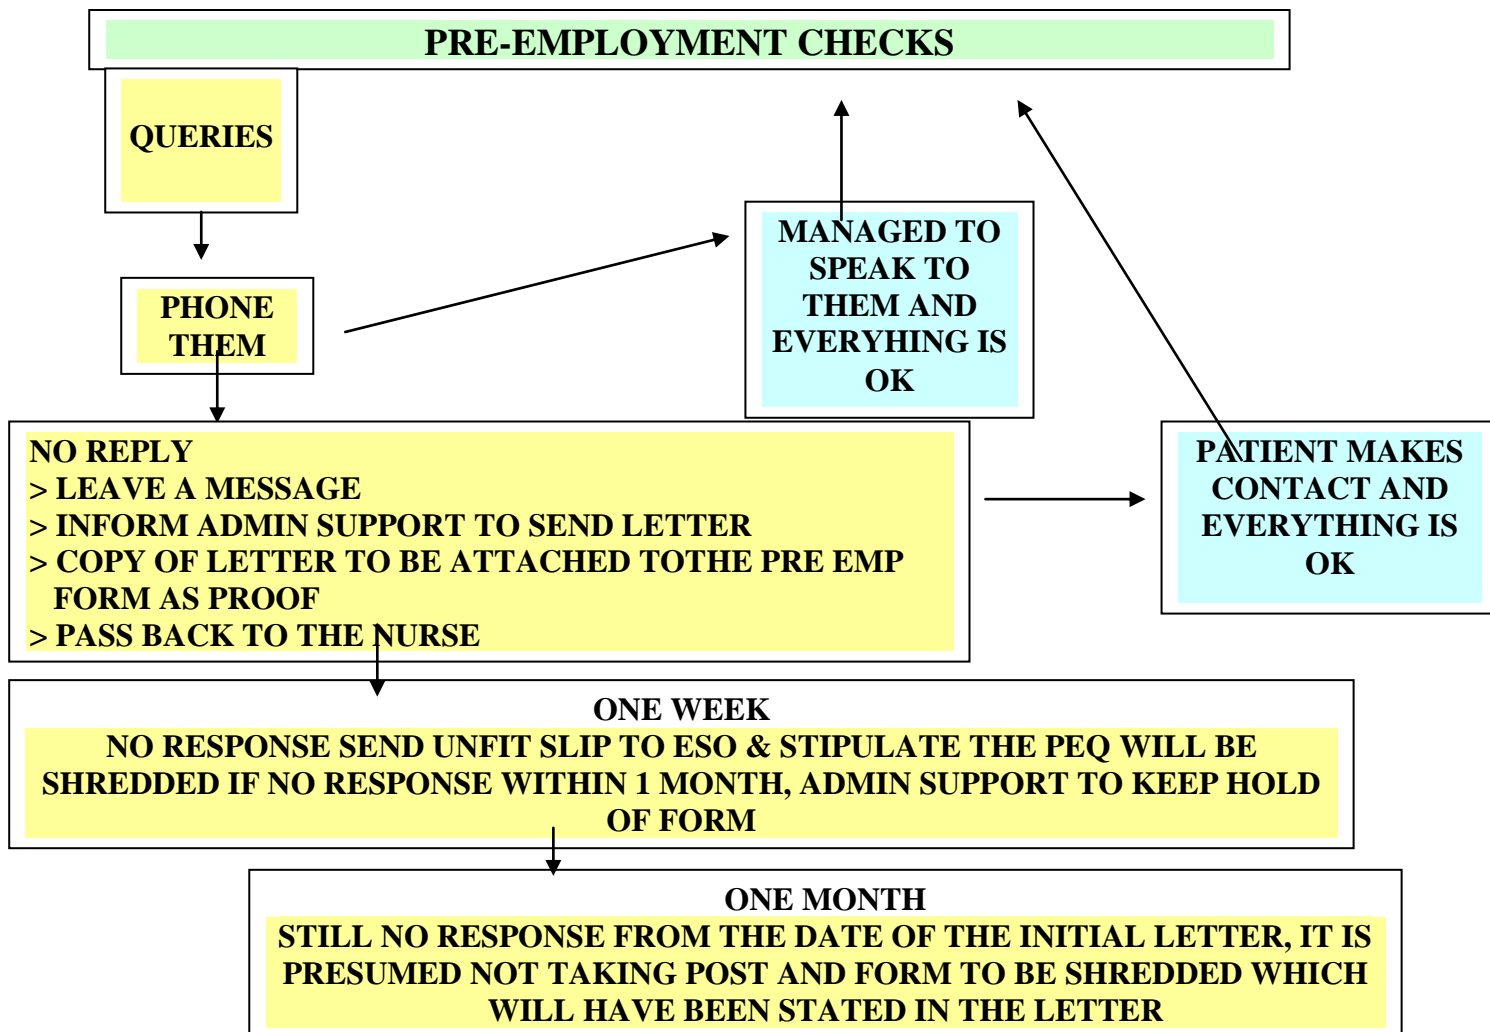 PRE-EMPLOYMENT CHECKS
QUERIES
PHONE
THEM
MANAGED TO
SPEAK TO
THEM AND
EVERYHING IS
OK
NO REPLY
> LEAVE A MESSAGE
> INFORM ADMIN SUPPORT TO SEND LETTER
> COPY OF LETTER TO BE ATTACHED TOTHE PRE EMP
FORM AS PROOF
> PASS BACK TO THE NURSE
PATIENT MAKES
CONTACT AND
EVERYTHING IS
OK
ONE WEEK
NO RESPONSE SEND UNFIT SLIP TO ESO & STIPULATE THE PEQ WILL BE
SHREDDED IF NO RESPONSE WITHIN 1 MONTH, ADMIN SUPPORT TO KEEP HOLD
OF FORM
ONE MONTH
STILL NO RESPONSE FROM THE DATE OF THE INITIAL LETTER, IT IS
PRESUMED NOT TAKING POST AND FORM TO BE SHREDDED WHICH
WILL HAVE BEEN STATED IN THE LETTER